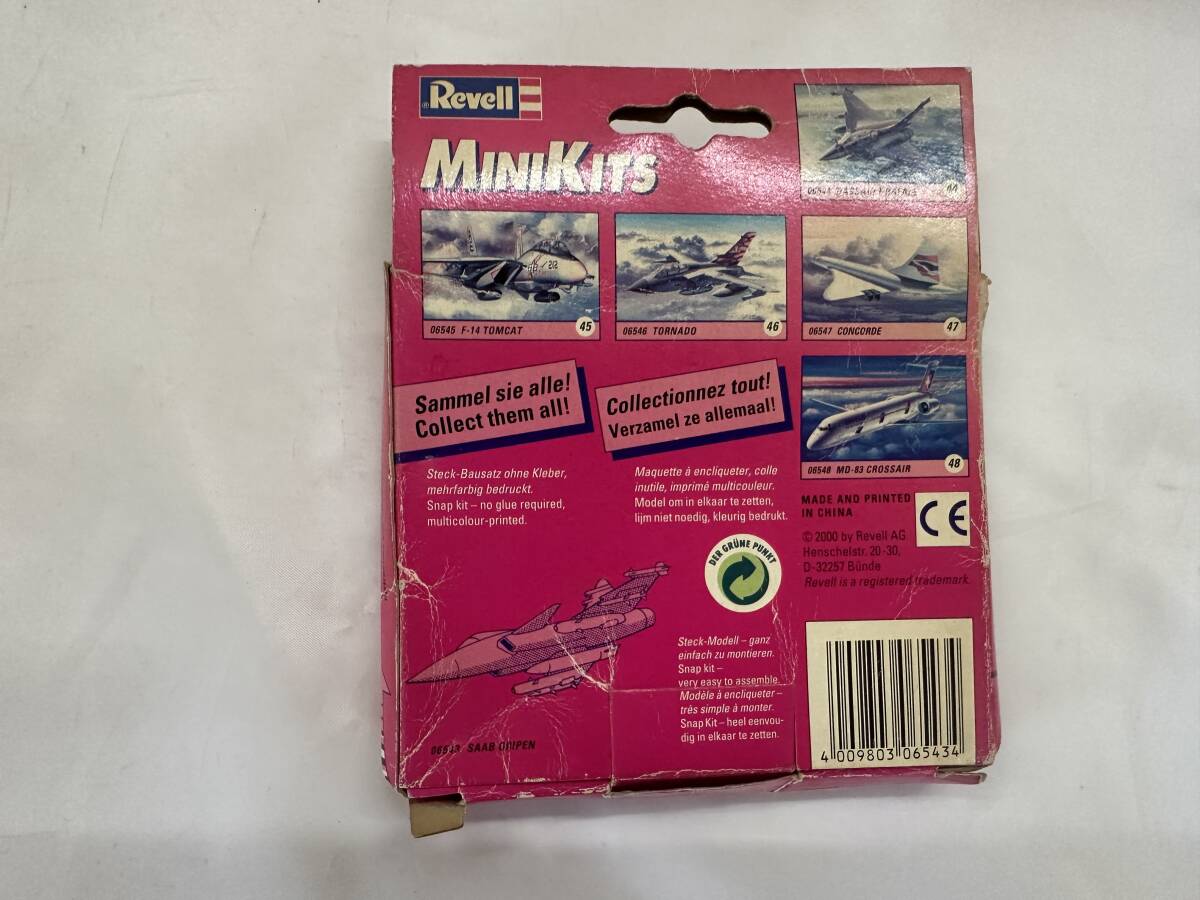 ® Revell
MINIKITS
06544 DASSAULT RAFALE 44
06545 F-14 TOMCAT 45
06546 TORNADO 46
06547 CONCORDE 47
06548 MD-83 CROSSAIR 48
Sammel sie alle!
Collect them all!
Collectionnez tout!
Verzamel ze allemaal!
Steck-Bausatz ohne Kleber,
mehrfarbig bedruckt.
Snap kit – no glue required,
multicolour-printed.
Maquette à encliqueter, colle
inutile, imprimé multicouleur.
Model om in elkaar te zetten,
lijm niet noedig, kleurig bedrukt.
MADE AND PRINTED
IN CHINA
CE
© 2000 by Revell AG
Henschelstr. 20-30,
D-32257 Bünde
Revell is a registered trademark.
DER GRÜNE PUNKT
Steck-Modell – ganz
einfach zu montieren.
Snap kit –
very easy to assemble.
Modèle à encliqueter –
très simple à monter.
Snap Kit – heel eenvou-
dig in elkaar te zetten.
06543 SAAB GRIPEN
4 009803 065434